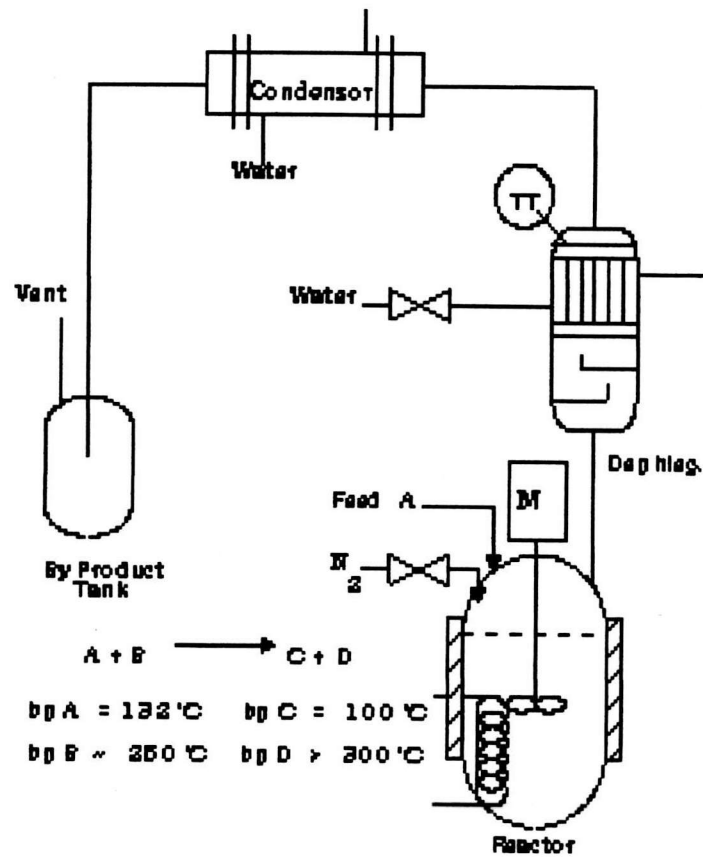 Condensor
Water
TT
Vent
Water
Dephleg.
Feed A
M
N2
By Product
Tank
A + B → C + D
bp A = 132°C bp C = 100°C
bp B ~ 250°C bp D > 300°C
Reactor